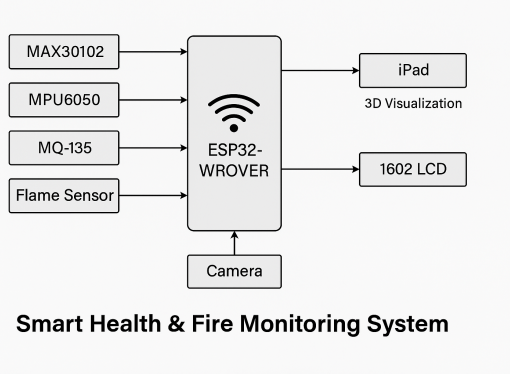 MAX30102
MPU6050
MQ-135
Flame Sensor
ESP32-
WROVER
Camera
iPad
3D Visualization
1602 LCD
Smart Health & Fire Monitoring System